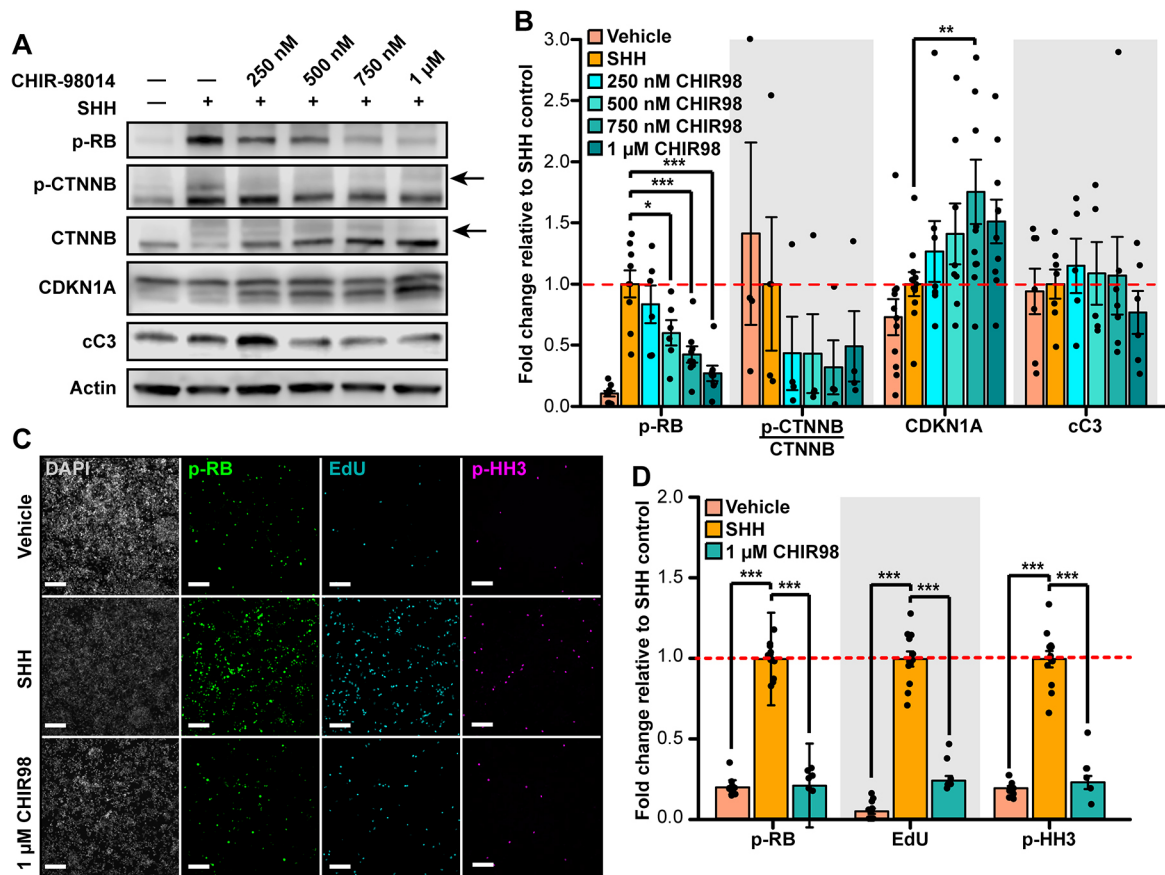 A
CHIR-98014 — — 250 nM 500 nM 750 nM 1 µM
SHH — + + + + +
p-RB
p-CTNNB
CTNNB
CDKN1A
cC3
Actin
B
Fold change relative to SHH control
3.0
2.5
2.0
1.5
1.0
0.5
0.0
Vehicle
SHH
250 nM CHIR98
500 nM CHIR98
750 nM CHIR98
1 µM CHIR98
***
***
*
**
p-RB
p-CTNNB
CTNNB
CDKN1A
cC3
C
DAPI p-RB EdU p-HH3
Vehicle
SHH
1 µM CHIR98
D
Fold change relative to SHH control
2.0
1.5
1.0
0.5
0.0
Vehicle
SHH
1 µM CHIR98
*** *** *** *** *** ***
p-RB EdU p-HH3